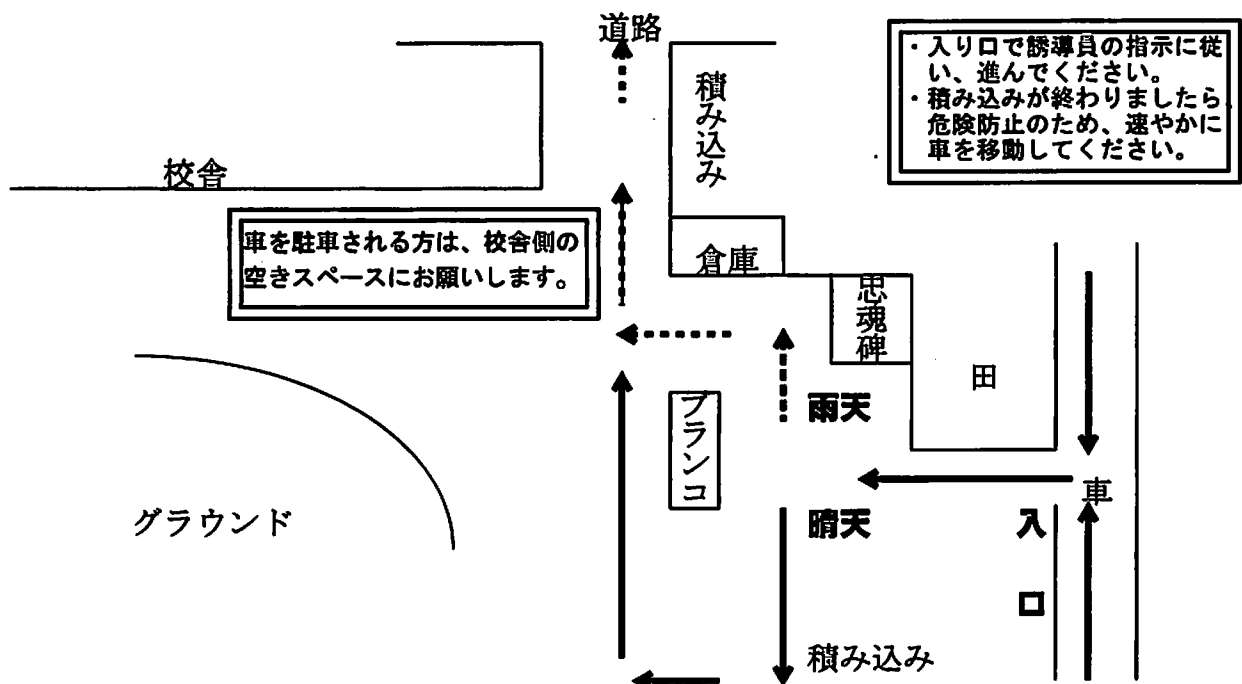 道路
・入り口で誘導員の指示に従
い、進んでください。
・積み込みが終わりましたら
危険防止のため、速やかに
車を移動してください。
積み込み
校舎
車を駐車される方は、校舎側の
空きスペースにお願いします。
倉庫
思魂碑
田
ブランコ
雨天
車
グラウンド
晴天
入口
積み込み